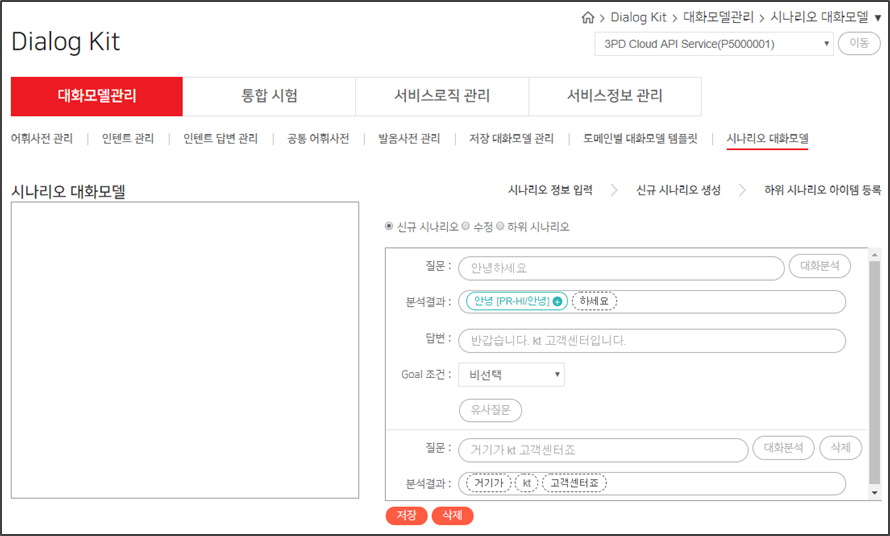 Dialog Kit > 대화모델관리 > 시나리오 대화모델 ▼
Dialog Kit
3PD Cloud API Service(P5000001) 이동
대화모델관리 통합 시험 서비스로직 관리 서비스정보 관리
어휘사전 관리 인텐트 관리 인텐트 답변 관리 공통 어휘사전 발음사전 관리 저장 대화모델 관리 도메인별 대화모델 템플릿 시나리오 대화모델
시나리오 대화모델 시나리오 정보 입력 > 신규 시나리오 생성 > 하위 시나리오 아이템 등록
신규 시나리오 수정 하위 시나리오
질문 : 안녕하세요 대화분석
분석결과 : 안녕 [PR-HI/안녕] + 하세요
답변 : 반갑습니다. kt 고객센터입니다.
Goal 조건 : 비선택
유사질문
질문 : 거기가 kt 고객센터죠 대화분석 삭제
분석결과 : 거기가 kt 고객센터죠
저장 삭제